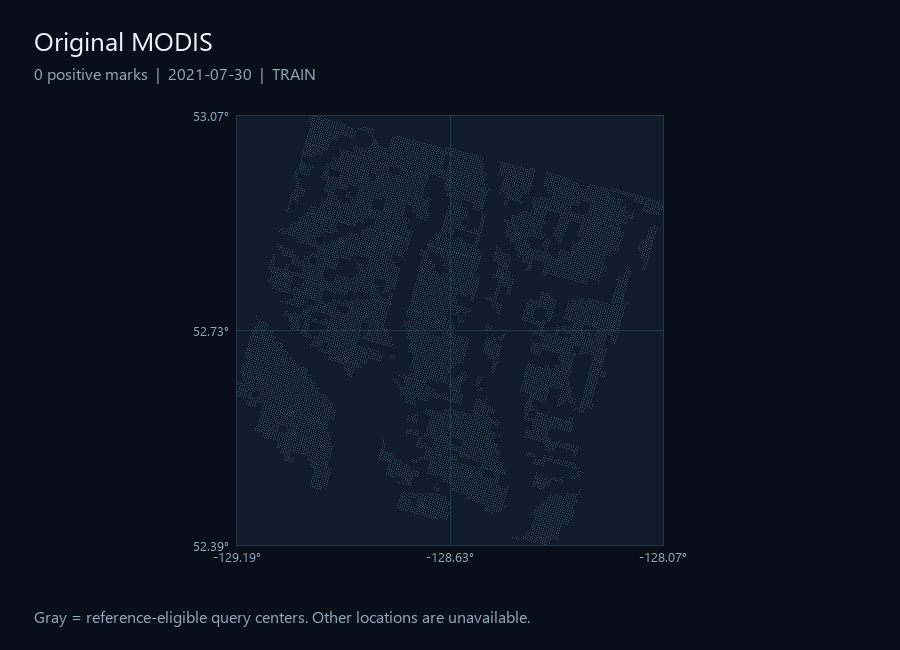 Original MODIS
0 positive marks | 2021-07-30 | TRAIN
53.07°
52.73°
52.39°
-129.19°
-128.63°
-128.07°
Gray = reference-eligible query centers. Other locations are unavailable.